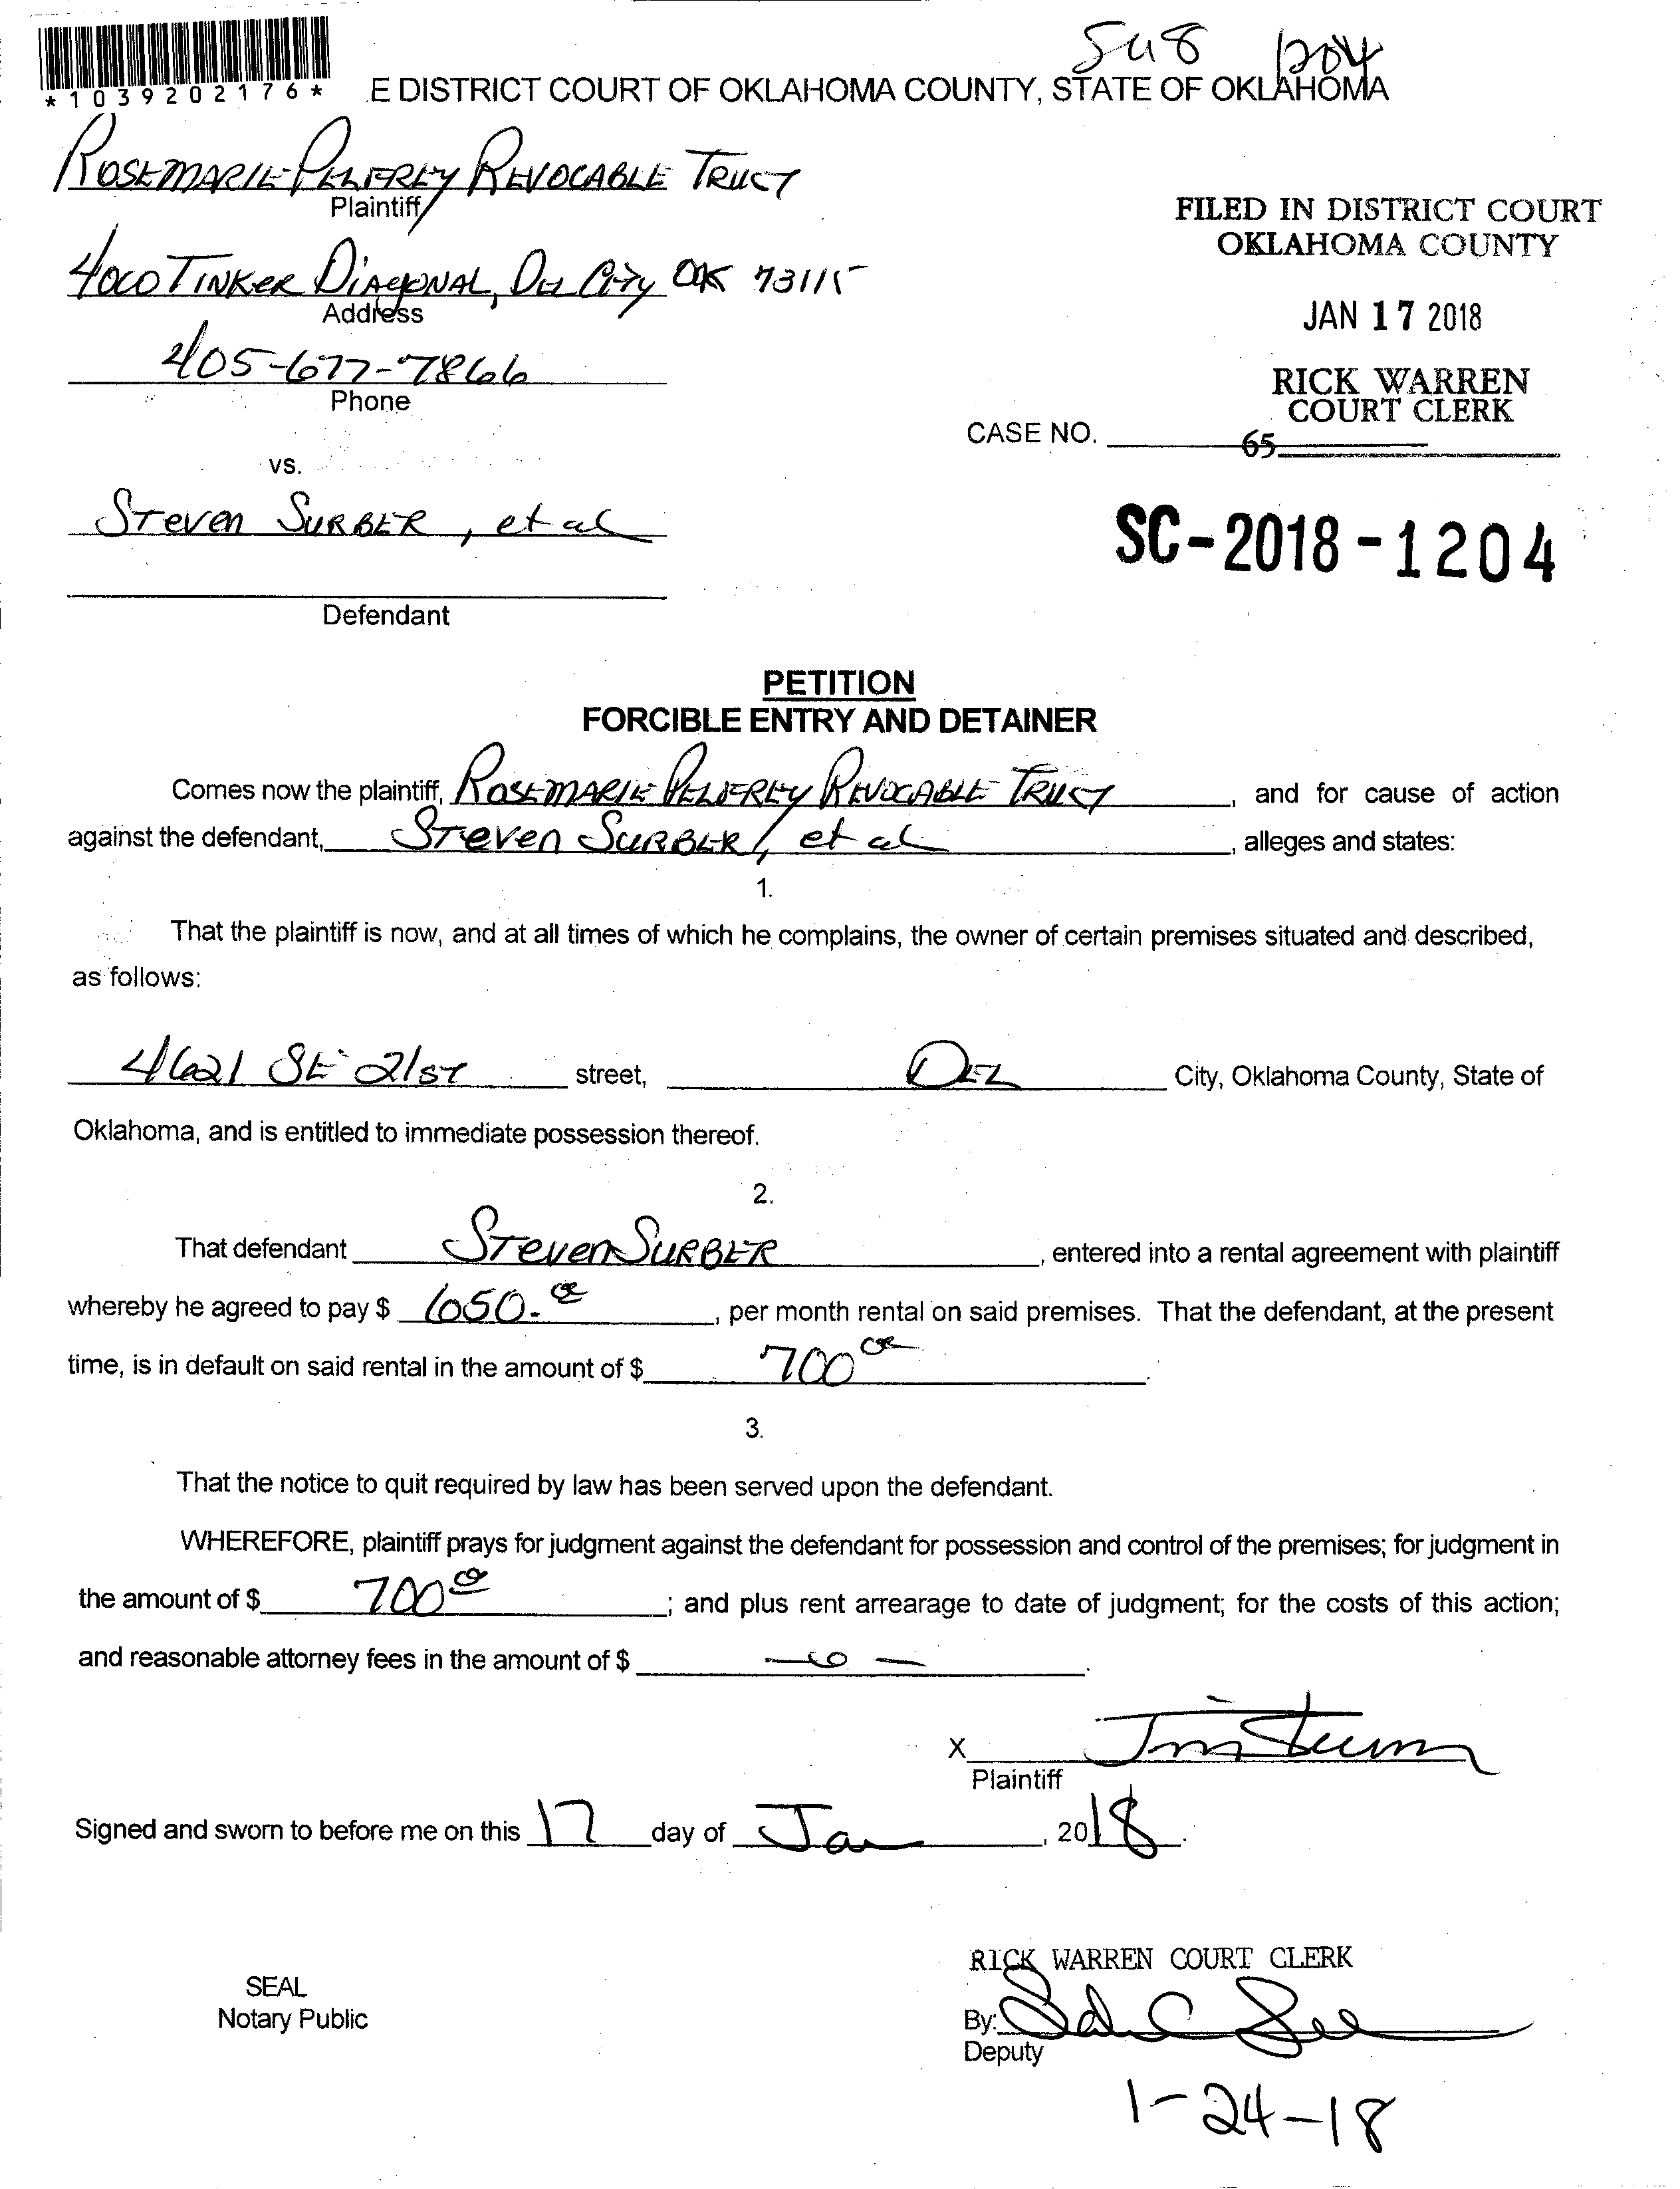 SUS 1204
*1039202176* E DISTRICT COURT OF OKLAHOMA COUNTY, STATE OF OKLAHOMA
ROSEMARIE PELFREY REVOCABLE TRUST
Plaintiff
FILED IN DISTRICT COURT
OKLAHOMA COUNTY
4000 TINKER DIAGONAL, DEL CITY OK 73115
Address
JAN 17 2018
405-677-7866
Phone
RICK WARREN
COURT CLERK
CASE NO.
65
vs.
STEVEN SURBER, et al
SC-2018-1204
Defendant
PETITION
FORCIBLE ENTRY AND DETAINER
Comes now the plaintiff, ROSEMARIE PELFREY REVOCABLE TRUST, and for cause of action
against the defendant, STEVEN SURBER, et al, alleges and states:
1.
That the plaintiff is now, and at all times of which he complains, the owner of certain premises situated and described,
as follows:
4621 SE 21ST street, DEL City, Oklahoma County, State of
Oklahoma, and is entitled to immediate possession thereof.
2.
That defendant STEVEN SURBER, entered into a rental agreement with plaintiff
whereby he agreed to pay $ 650.00, per month rental on said premises. That the defendant, at the present
time, is in default on said rental in the amount of $ 700 00.
3.
That the notice to quit required by law has been served upon the defendant.
WHEREFORE, plaintiff prays for judgment against the defendant for possession and control of the premises; for judgment in
the amount of $ 700 00; and plus rent arrearage to date of judgment; for the costs of this action;
and reasonable attorney fees in the amount of $ -0-.
X
Plaintiff
Signed and sworn to before me on this 17 day of Jan, 2018.
RICK WARREN COURT CLERK
SEAL
Notary Public
By:
Deputy
1-24-18